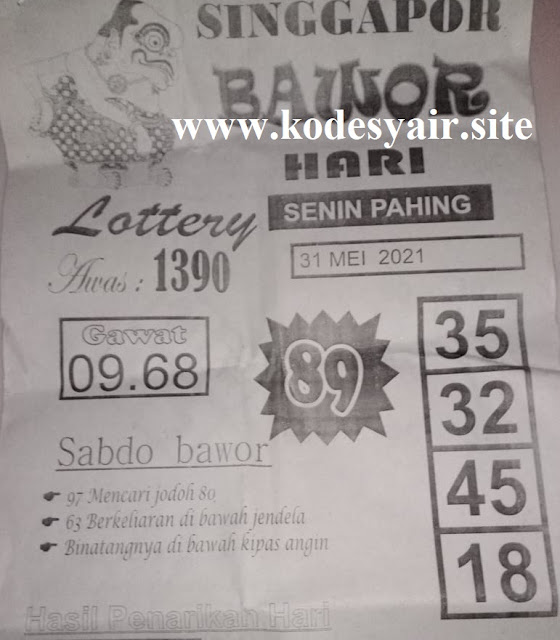 SINGGAPOR
BAWOR
www.kodesyair.site
HARI
Lottery
SENIN PAHING
Awas : 1390
31 MEI 2021
Gawat
09.68
89
35
32
45
18
Sabdo bawor
97 Mencari jodoh 80
63 Berkeliaran di bawah jendela
Binatangnya di bawah kipas angin
Hasil Penarikan Hari